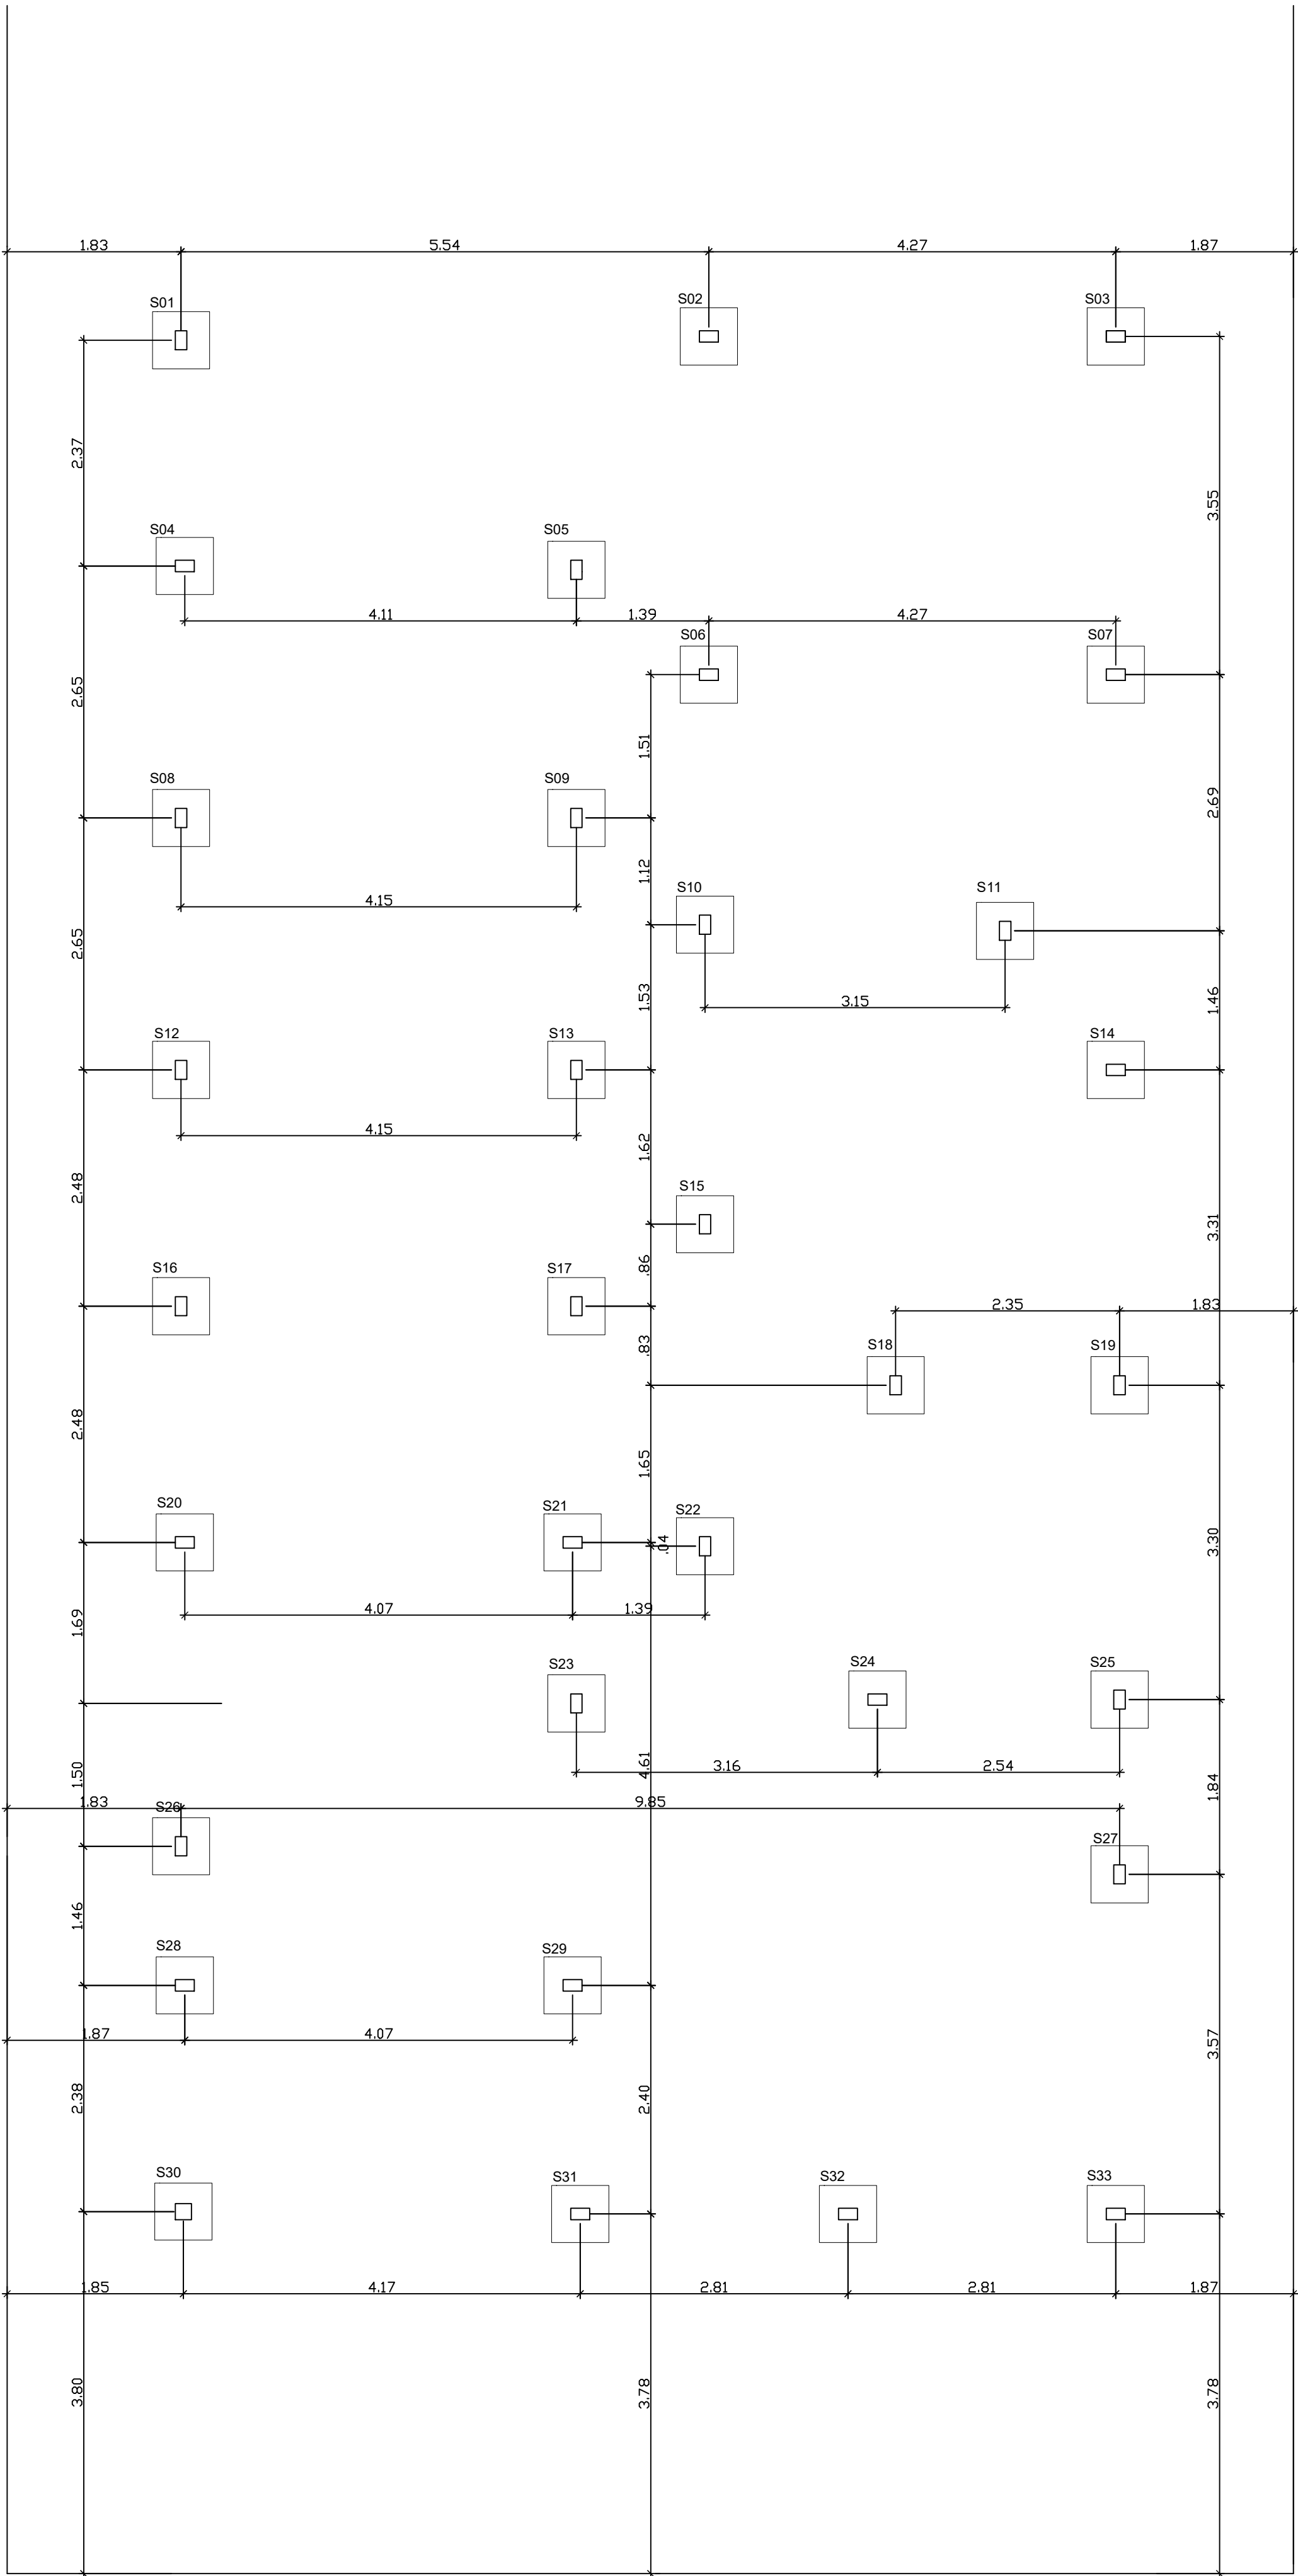 1.83 5.54 4.27 1.87
S01 S02 S03
2.37
3.55
S04 S05
4.11 1.39 4.27
S06 S07
2.65
1.51
S08 S09
2.69
1.12
S10 S11
4.15
2.65
1.53
1.46
3.15
S12 S13 S14
4.15
1.62
2.48
S15
3.31
.86
S16 S17
2.35 1.83
.83
S18 S19
2.48
1.65
S20 S21 S22
.04
3.30
4.07 1.39
1.69
S23 S24 S25
4.61
3.16 2.54
1.50
1.84
1.83 9.85
S26
S27
1.46
S28 S29
1.87 4.07
3.57
2.38
2.40
S30 S31 S32 S33
1.85 4.17 2.81 2.81 1.87
3.80
3.78
3.78